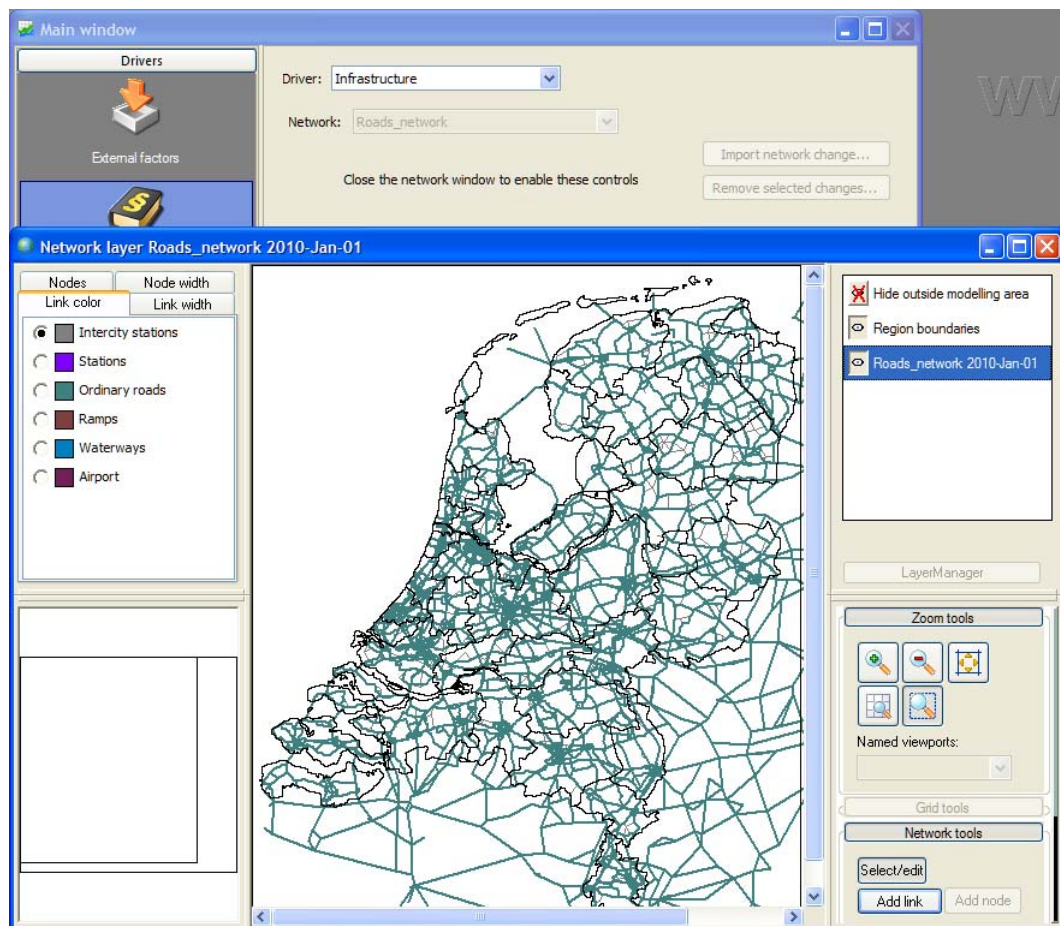 Main window
Drivers
External factors
Driver: Infrastructure
Network: Roads_network
Import network change...
Close the network window to enable these controls
Remove selected changes...
Network layer Roads_network 2010-Jan-01
Nodes
Node width
Link color
Link width
Intercity stations
Stations
Ordinary roads
Ramps
Waterways
Airport
Hide outside modelling area
Region boundaries
Roads_network 2010-Jan-01
LayerManager
Zoom tools
Named viewports:
Grid tools
Network tools
Select/edit
Add link
Add node